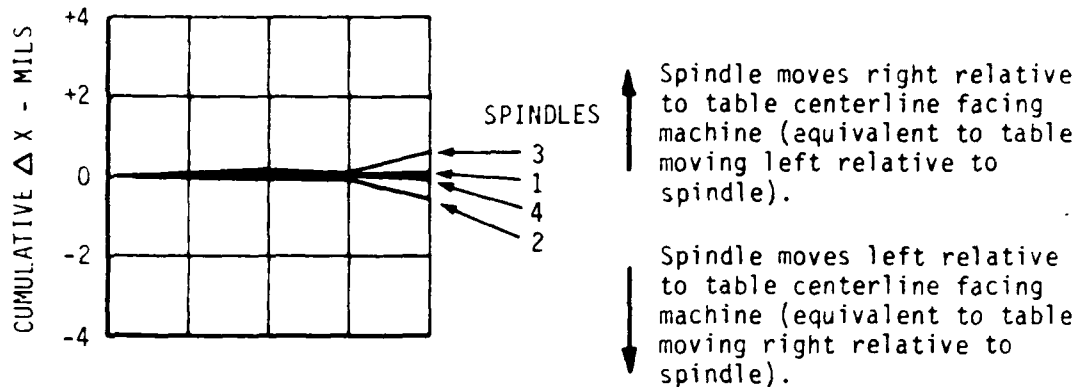 CUMULATIVE Δ X - MILS
+4
+2
0
-2
-4
SPINDLES
3
1
4
2
Spindle moves right relative
to table centerline facing
machine (equivalent to table
moving left relative to
spindle).
Spindle moves left relative
to table centerline facing
machine (equivalent to table
moving right relative to
spindle).